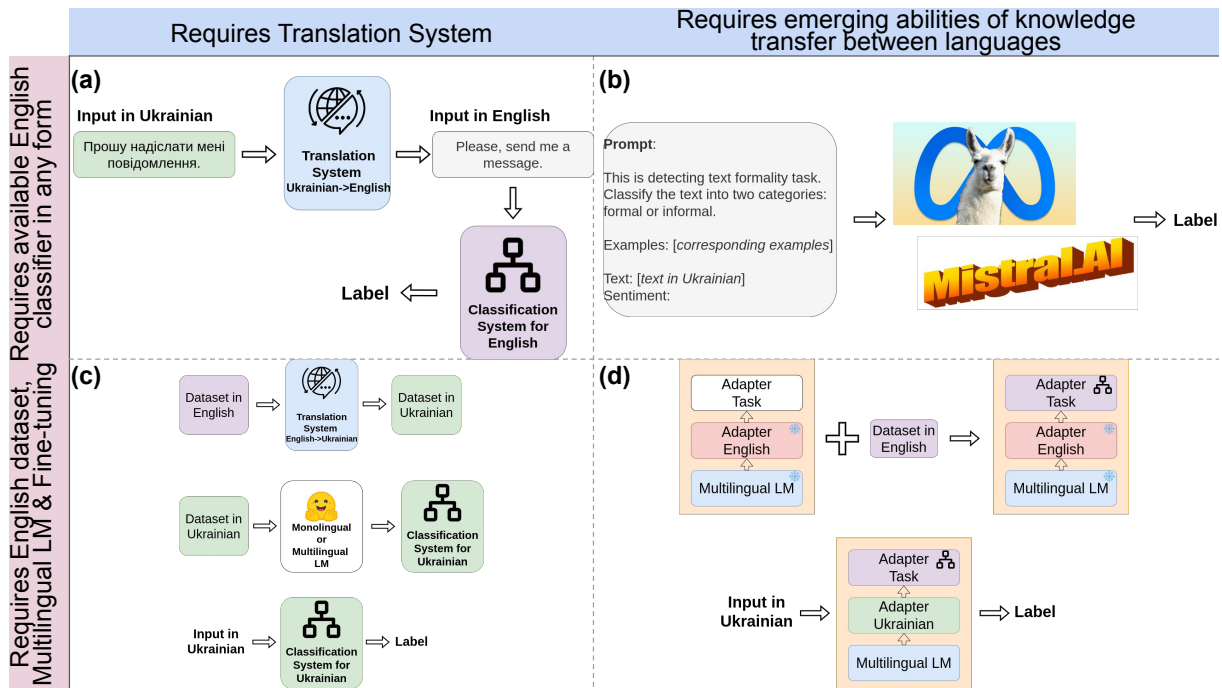 Requires Translation System
Requires emerging abilities of knowledge
transfer between languages
Requires available English
classifier in any form
Requires English dataset,
Multilingual LM & Fine-tuning
(a)
Input in Ukrainian
Прошу надіслати мені
повідомлення.
Translation
System
Ukrainian->English
Input in English
Please, send me a
message.
Classification
System for
English
Label
(b)
Prompt:
This is detecting text formality task.
Classify the text into two categories:
formal or informal.
Examples: [corresponding examples]
Text: [text in Ukrainian]
Sentiment:
Mistral.AI
Label
(c)
Dataset in
English
Translation
System
English->Ukrainian
Dataset in
Ukrainian
Dataset in
Ukrainian
Monolingual
or
Multilingual
LM
Classification
System for
Ukrainian
Input in
Ukrainian
Classification
System for
Ukrainian
Label
(d)
Adapter
Task
Adapter
English
Multilingual LM
Dataset in
English
Adapter
Task
Adapter
English
Multilingual LM
Input in
Ukrainian
Adapter
Task
Adapter
Ukrainian
Multilingual LM
Label